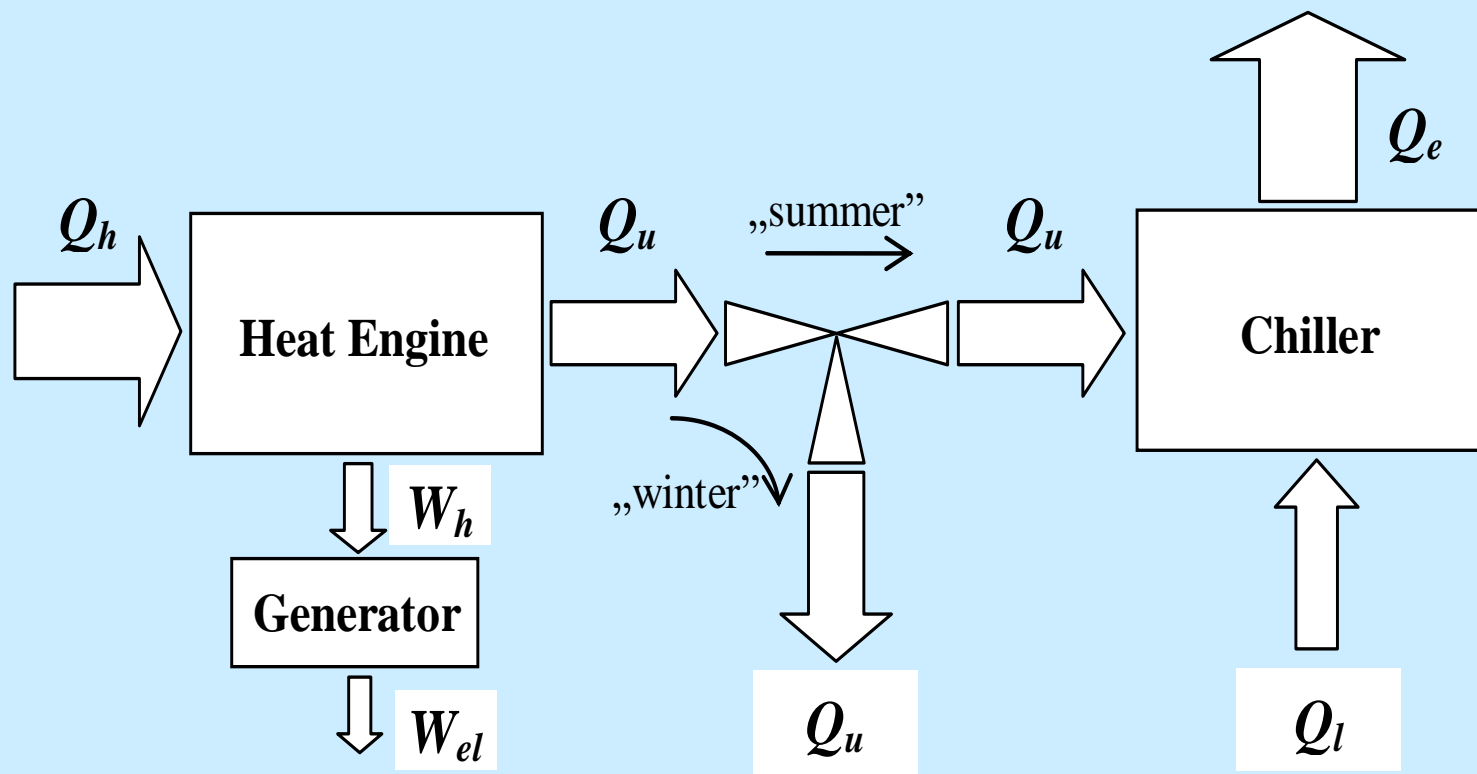 Qe
Qh
Qu
„summer”
Qu
Heat Engine
Chiller
„winter”
Wh
Generator
Wel
Qu
Ql